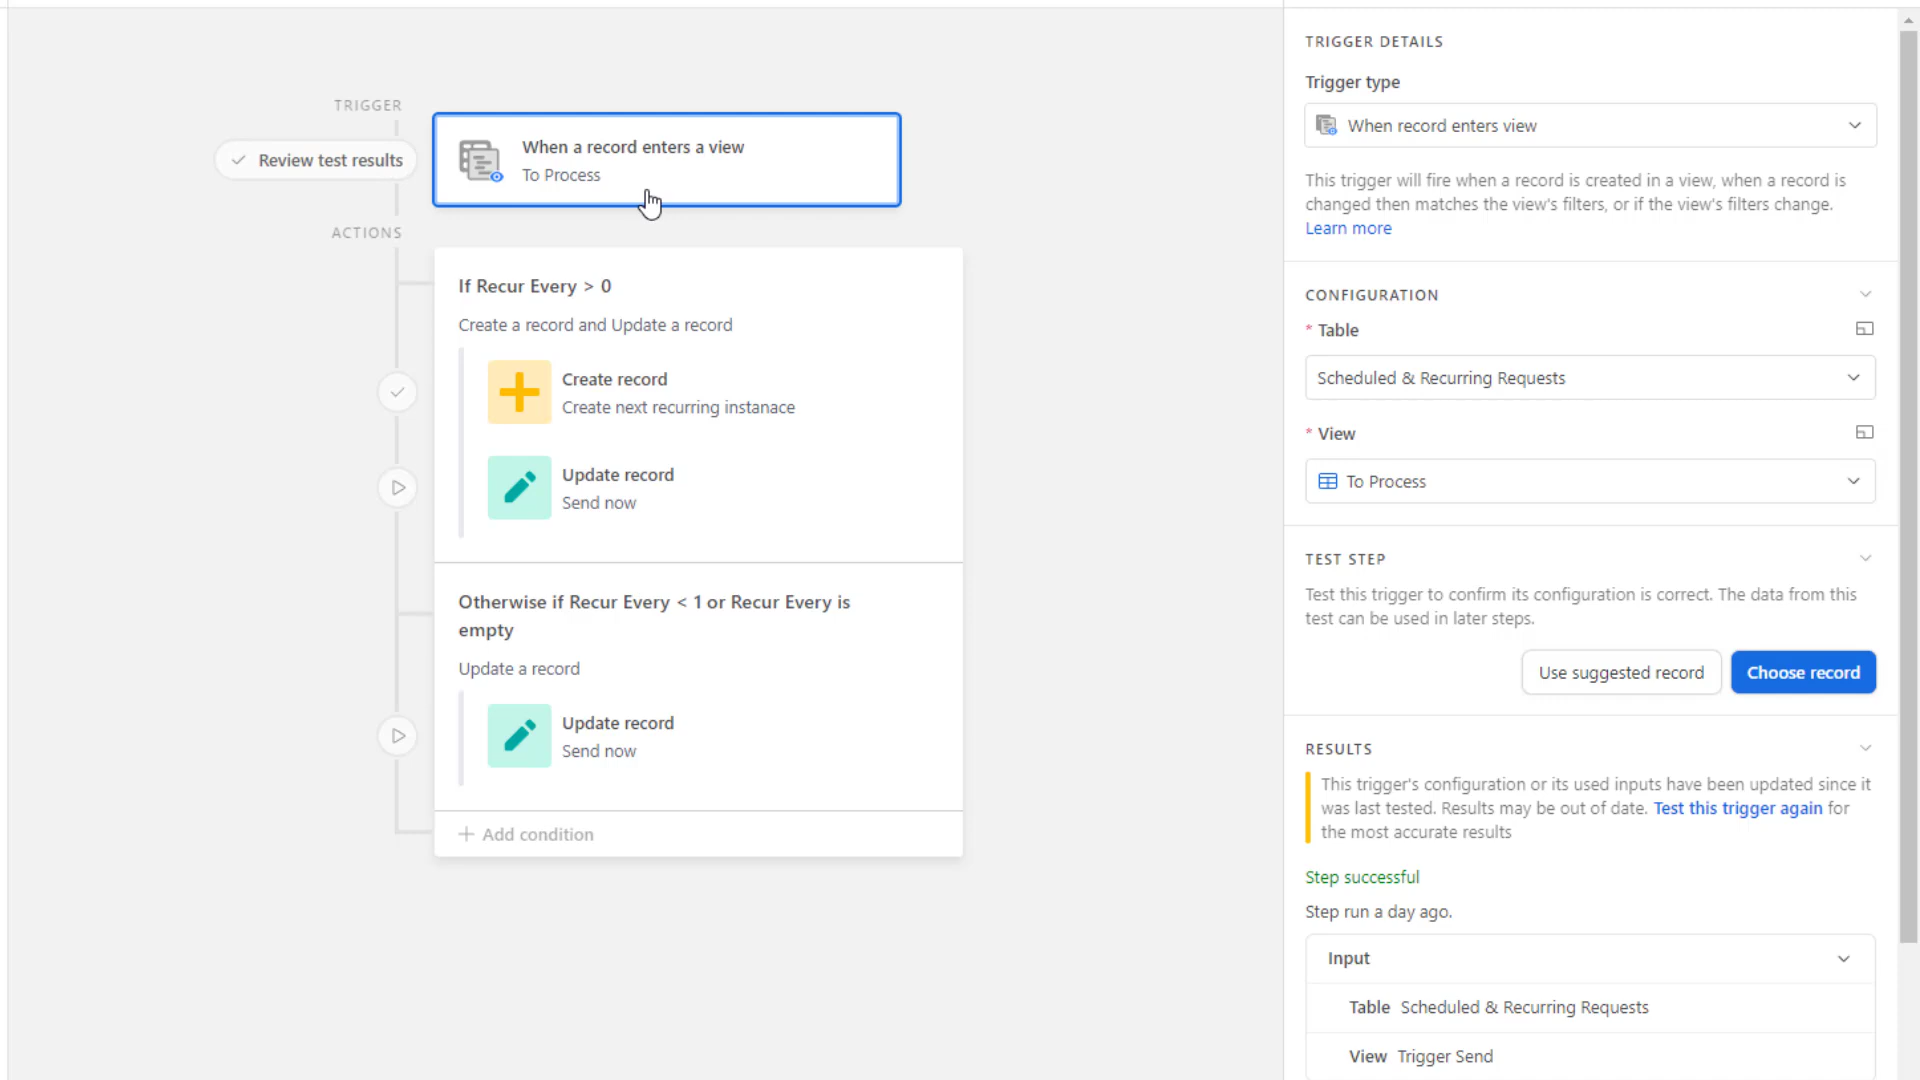 TRIGGER
Review test results
When a record enters a view
To Process
ACTIONS
If Recur Every > 0
Create a record and Update a record
Create record
Create next recurring instanace
Update record
Send now
Otherwise if Recur Every < 1 or Recur Every is
empty
Update a record
Update record
Send now
+ Add condition
TRIGGER DETAILS
Trigger type
When record enters view
This trigger will fire when a record is created in a view, when a record is
changed then matches the view's filters, or if the view's filters change.
Learn more
CONFIGURATION
* Table
Scheduled & Recurring Requests
* View
To Process
TEST STEP
Test this trigger to confirm its configuration is correct. The data from this
test can be used in later steps.
Use suggested record
Choose record
RESULTS
This trigger's configuration or its used inputs have been updated since it
was last tested. Results may be out of date. Test this trigger again for
the most accurate results
Step successful
Step run a day ago.
Input
Table Scheduled & Recurring Requests
View Trigger Send